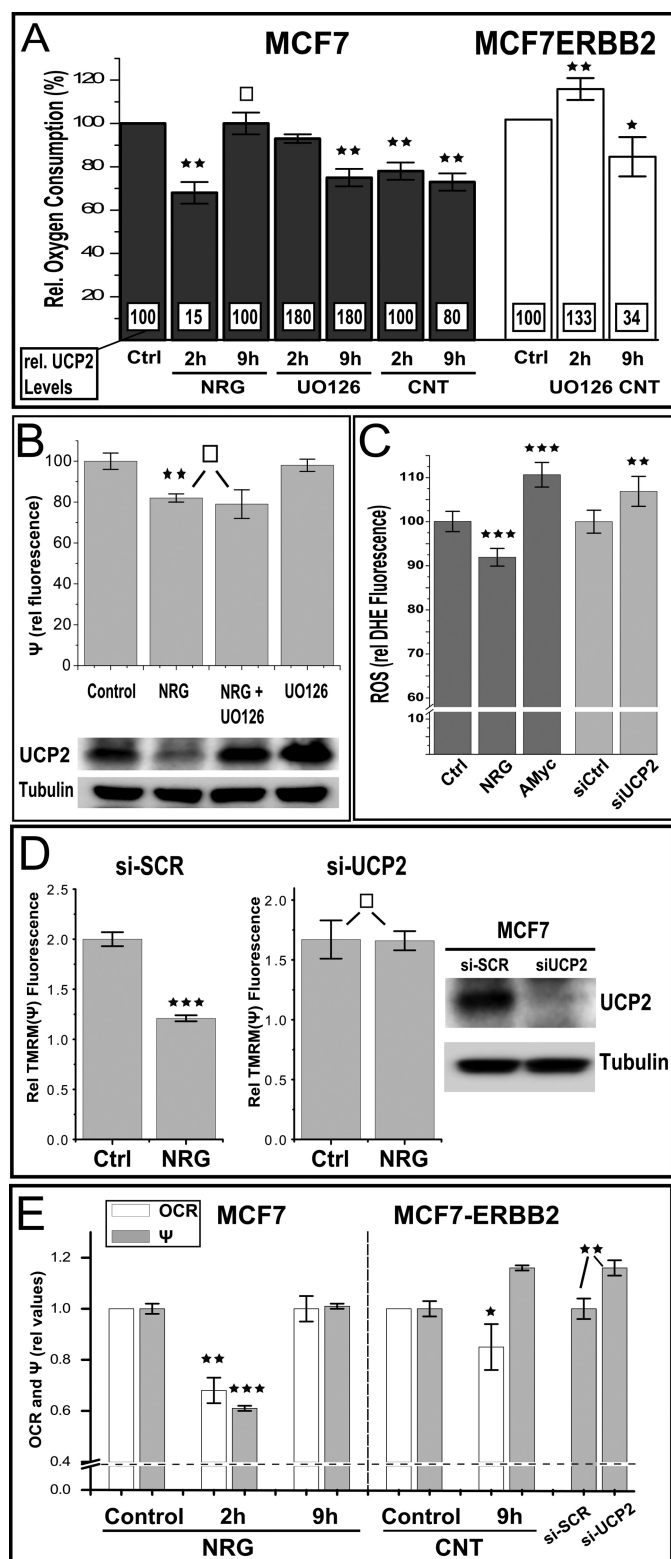 A
MCF7 MCF7ERBB2
Rel. Oxygen Consumption (%)
120
100
80
60
40
20
★★ ★★ ★★ ★★ ★★ ★
100 15 100 180 180 100 80 100 133 34
rel. UCP2
Levels
Ctrl 2h 9h 2h 9h 2h 9h Ctrl 2h 9h
NRG UO126 CNT UO126 CNT
B
Ψ (rel fluorescence)
100
80
60
40
20
0
★★
Control NRG NRG +
UO126
UO126
UCP2
Tubulin
C
ROS (rel DHE Fluorescence)
110
100
90
80
70
60
10
★★★ ★★★ ★★
Ctrl NRG AMyc siCtrl siUCP2
D
si-SCR
Rel TMRM(Ψ) Fluorescence
2.5
2.0
1.5
1.0
0.5
0.0
★★★
Ctrl NRG
si-UCP2
Rel TMRM(Ψ) Fluorescence
2.0
1.5
1.0
0.5
0.0
Ctrl NRG
MCF7
si-SCR siUCP2
UCP2
Tubulin
E
OCR
Ψ
MCF7 MCF7-ERBB2
OCR and Ψ (rel values)
1.2
1.0
0.8
0.6
0.4
0.0
★★ ★★★ ★ ★★
Control 2h 9h Control 9h si-SCR si-UCP2
NRG CNT